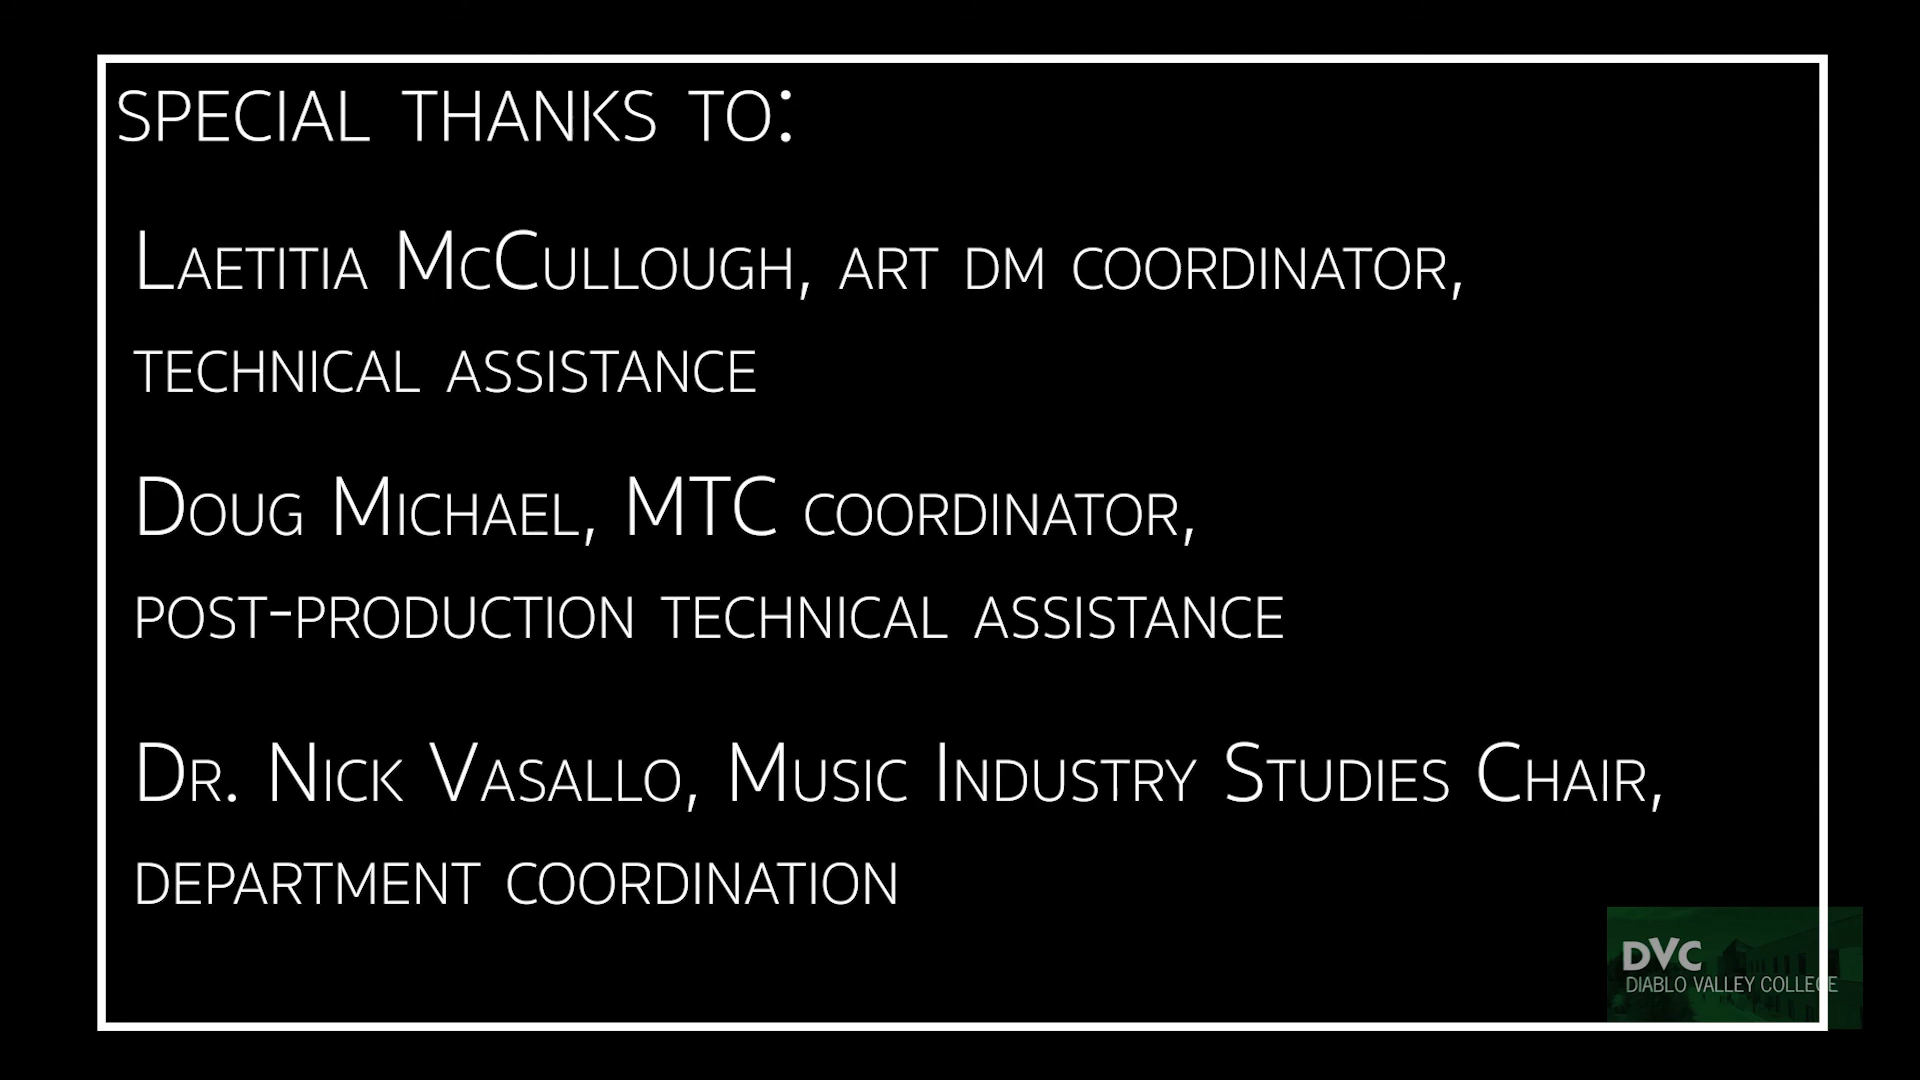 SPECIAL THANKS TO:
LAETITIA MCCULLOUGH, ART DM COORDINATOR,
TECHNICAL ASSISTANCE
DOUG MICHAEL, MTC COORDINATOR,
POST-PRODUCTION TECHNICAL ASSISTANCE
DR. NICK VASALLO, MUSIC INDUSTRY STUDIES CHAIR,
DEPARTMENT COORDINATION
DVC
DIABLO VALLEY COLLEGE